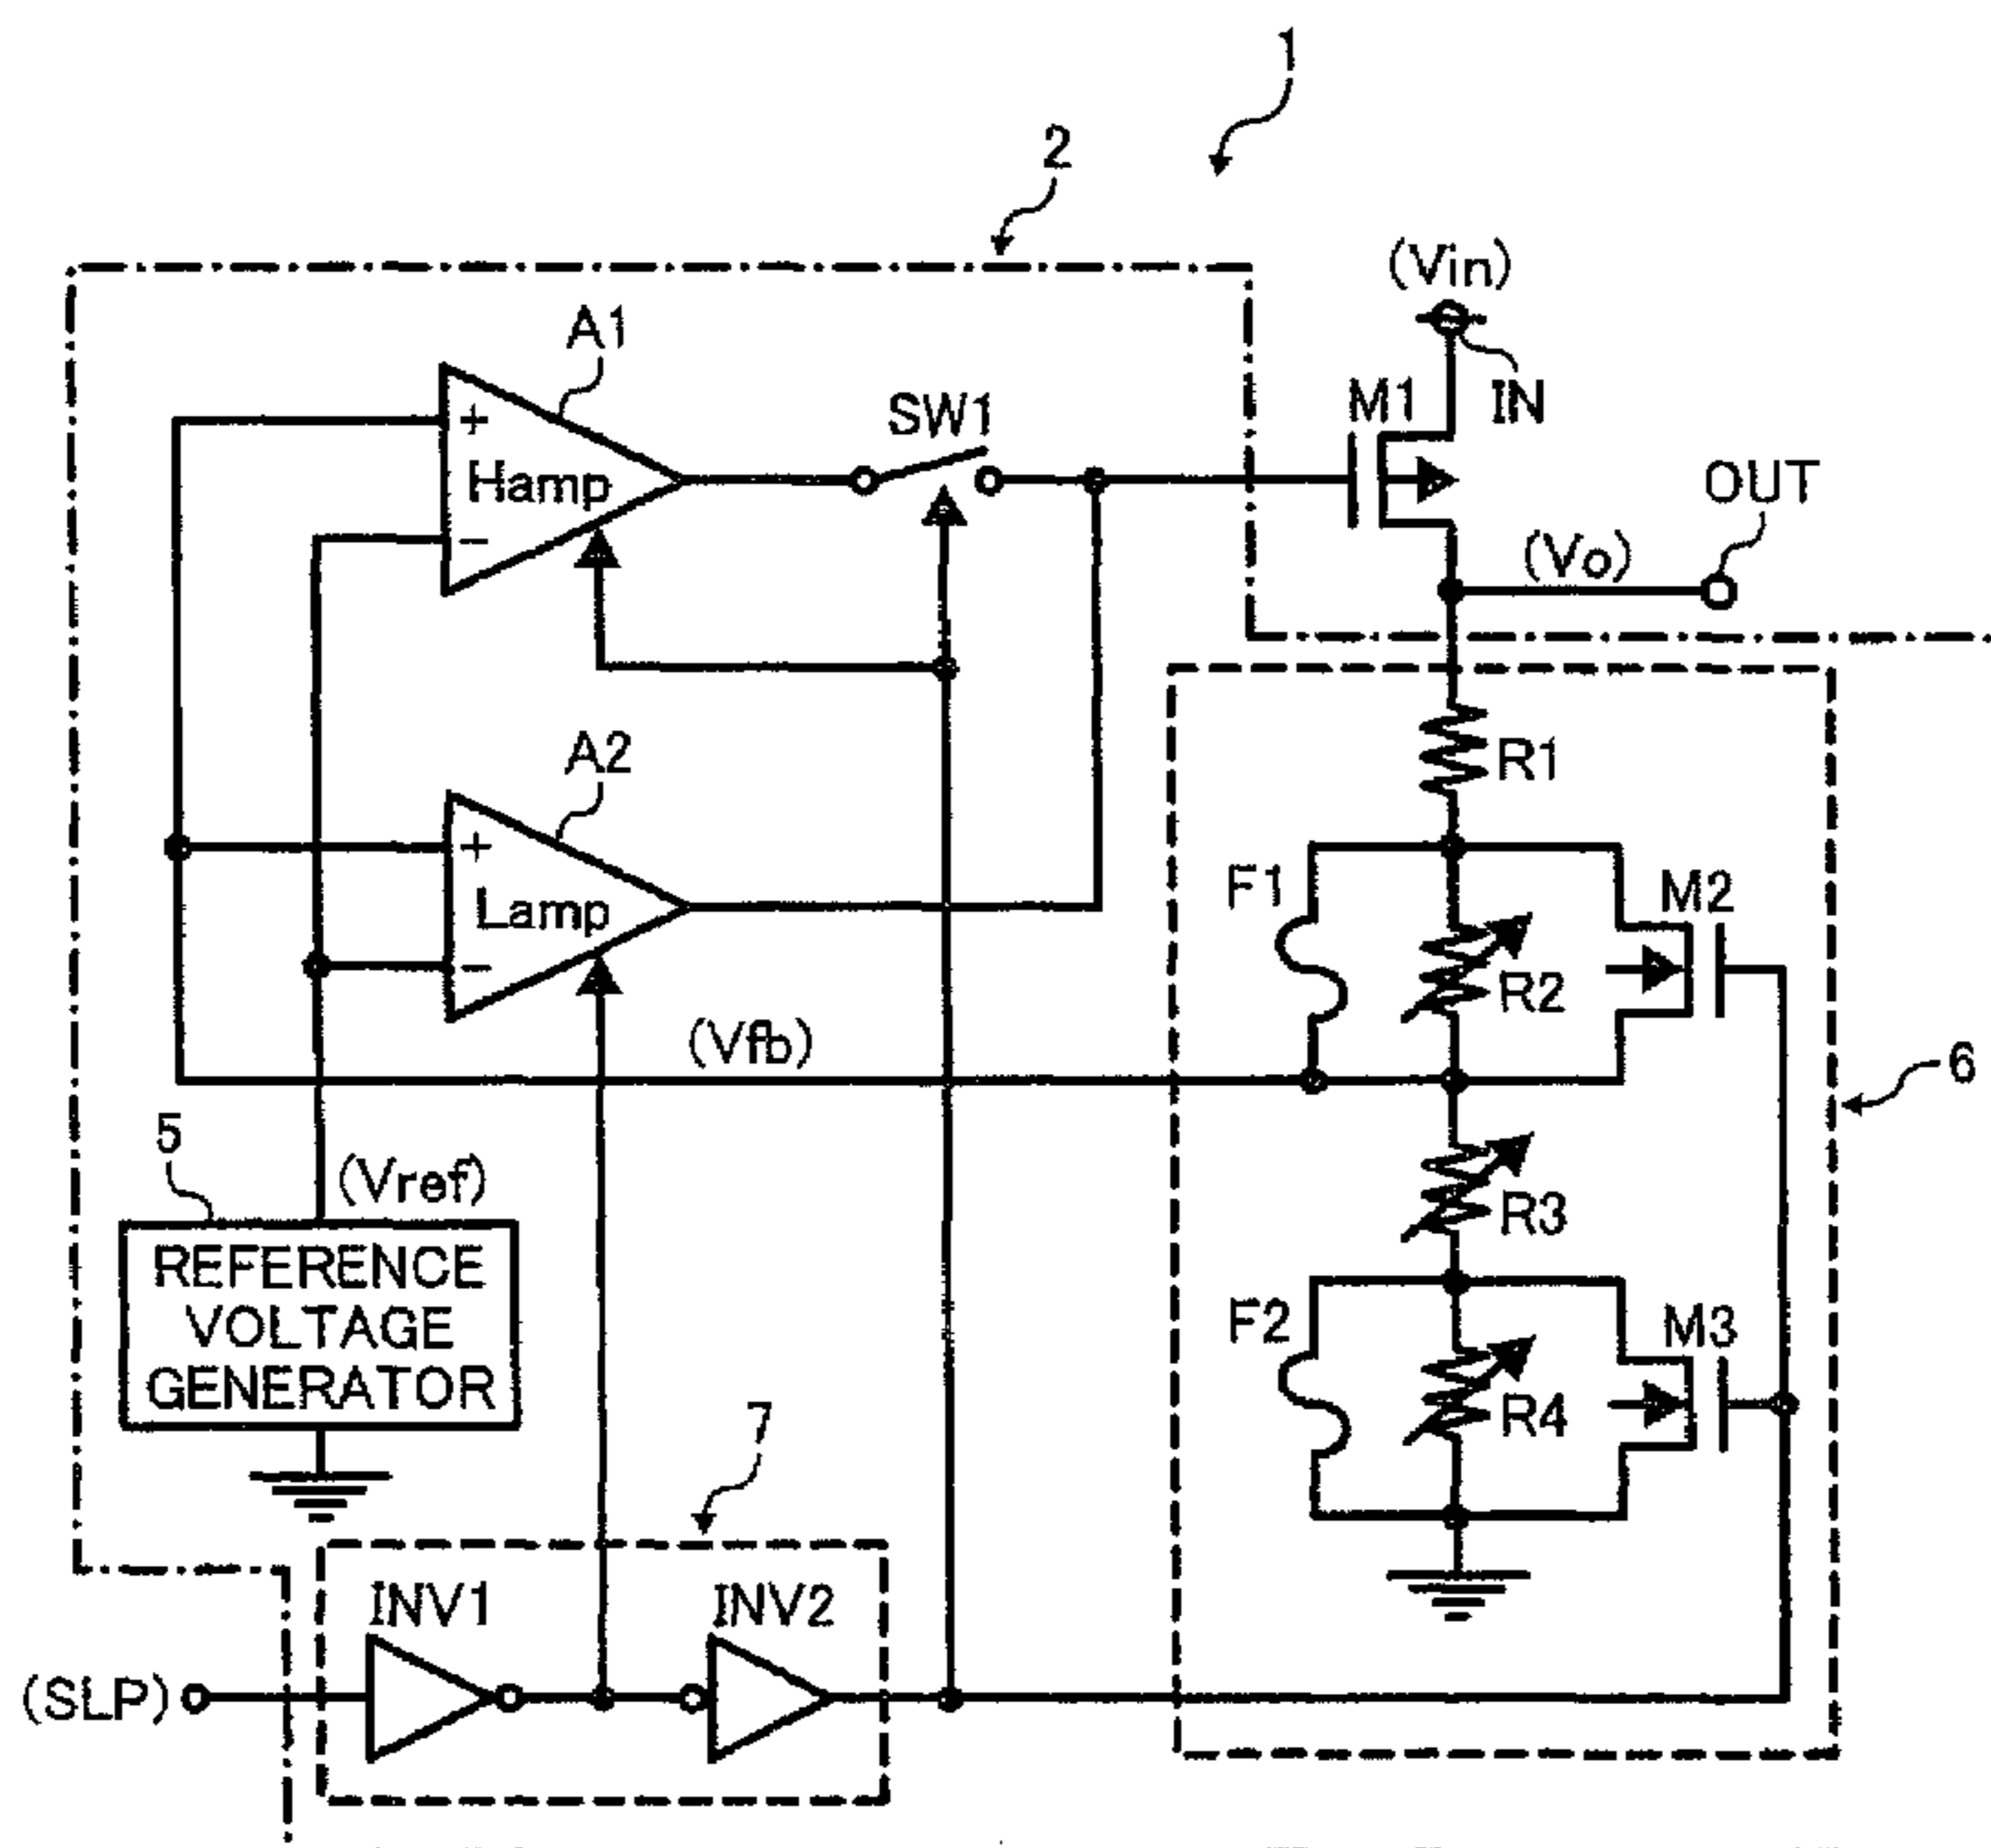 1
2
(Vin)
A1
SW1
M1
IN
+
Hamp
−
OUT
(Vo)
R1
A2
+
Lamp
−
F1
M2
R2
(Vfb)
6
5
(Vref)
R3
REFERENCE
VOLTAGE
GENERATOR
F2
M3
R4
7
INV1
INV2
(SLP)